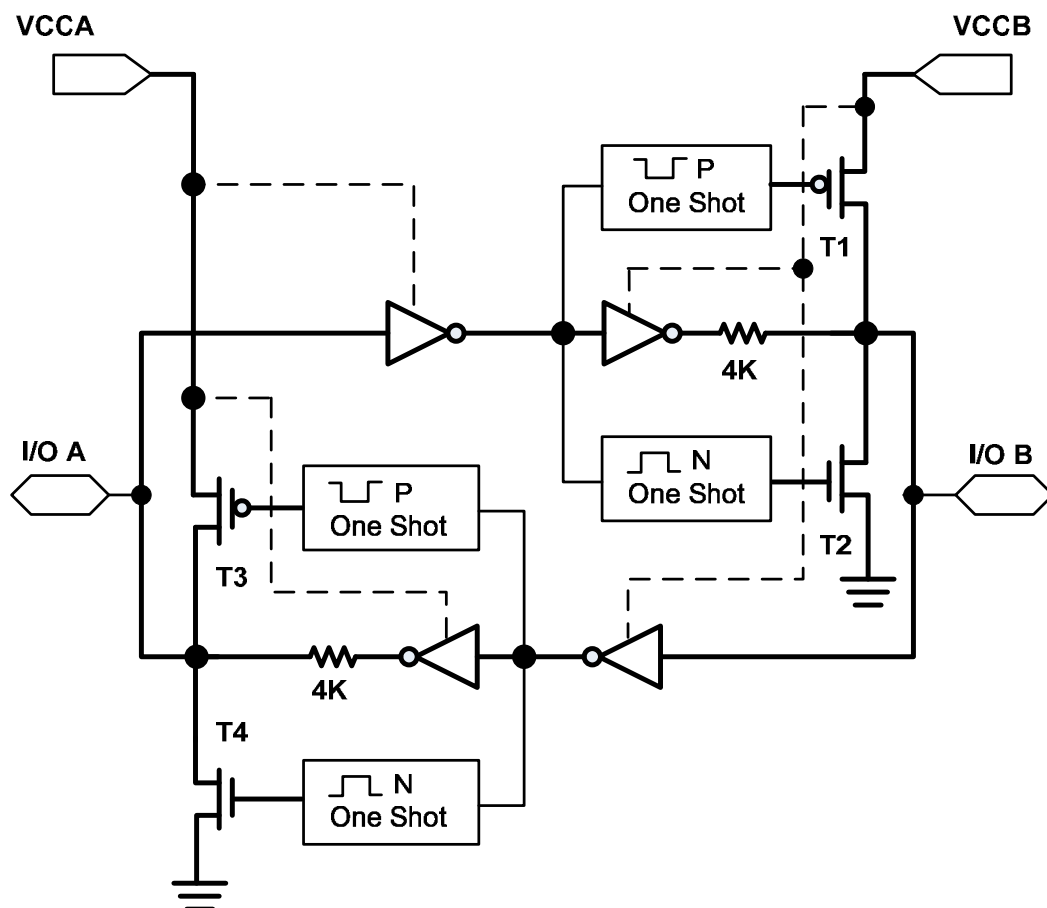 VCCA
VCCB
P
One Shot
T1
4K
I/O A
N
One Shot
I/O B
P
One Shot
T2
T3
4K
T4
N
One Shot